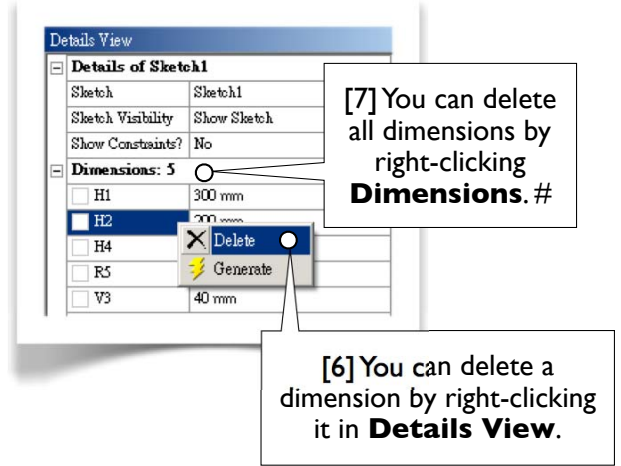 Details View
Details of Sketch1
Sketch Sketch1
Sketch Visibility Show Sketch
Show Constraints? No
Dimensions: 5
H1 300 mm
H2 200 mm
H4
R5
V3 40 mm
Delete
Generate
[7] You can delete
all dimensions by
right-clicking
Dimensions. #
[6] You can delete a
dimension by right-clicking
it in Details View.